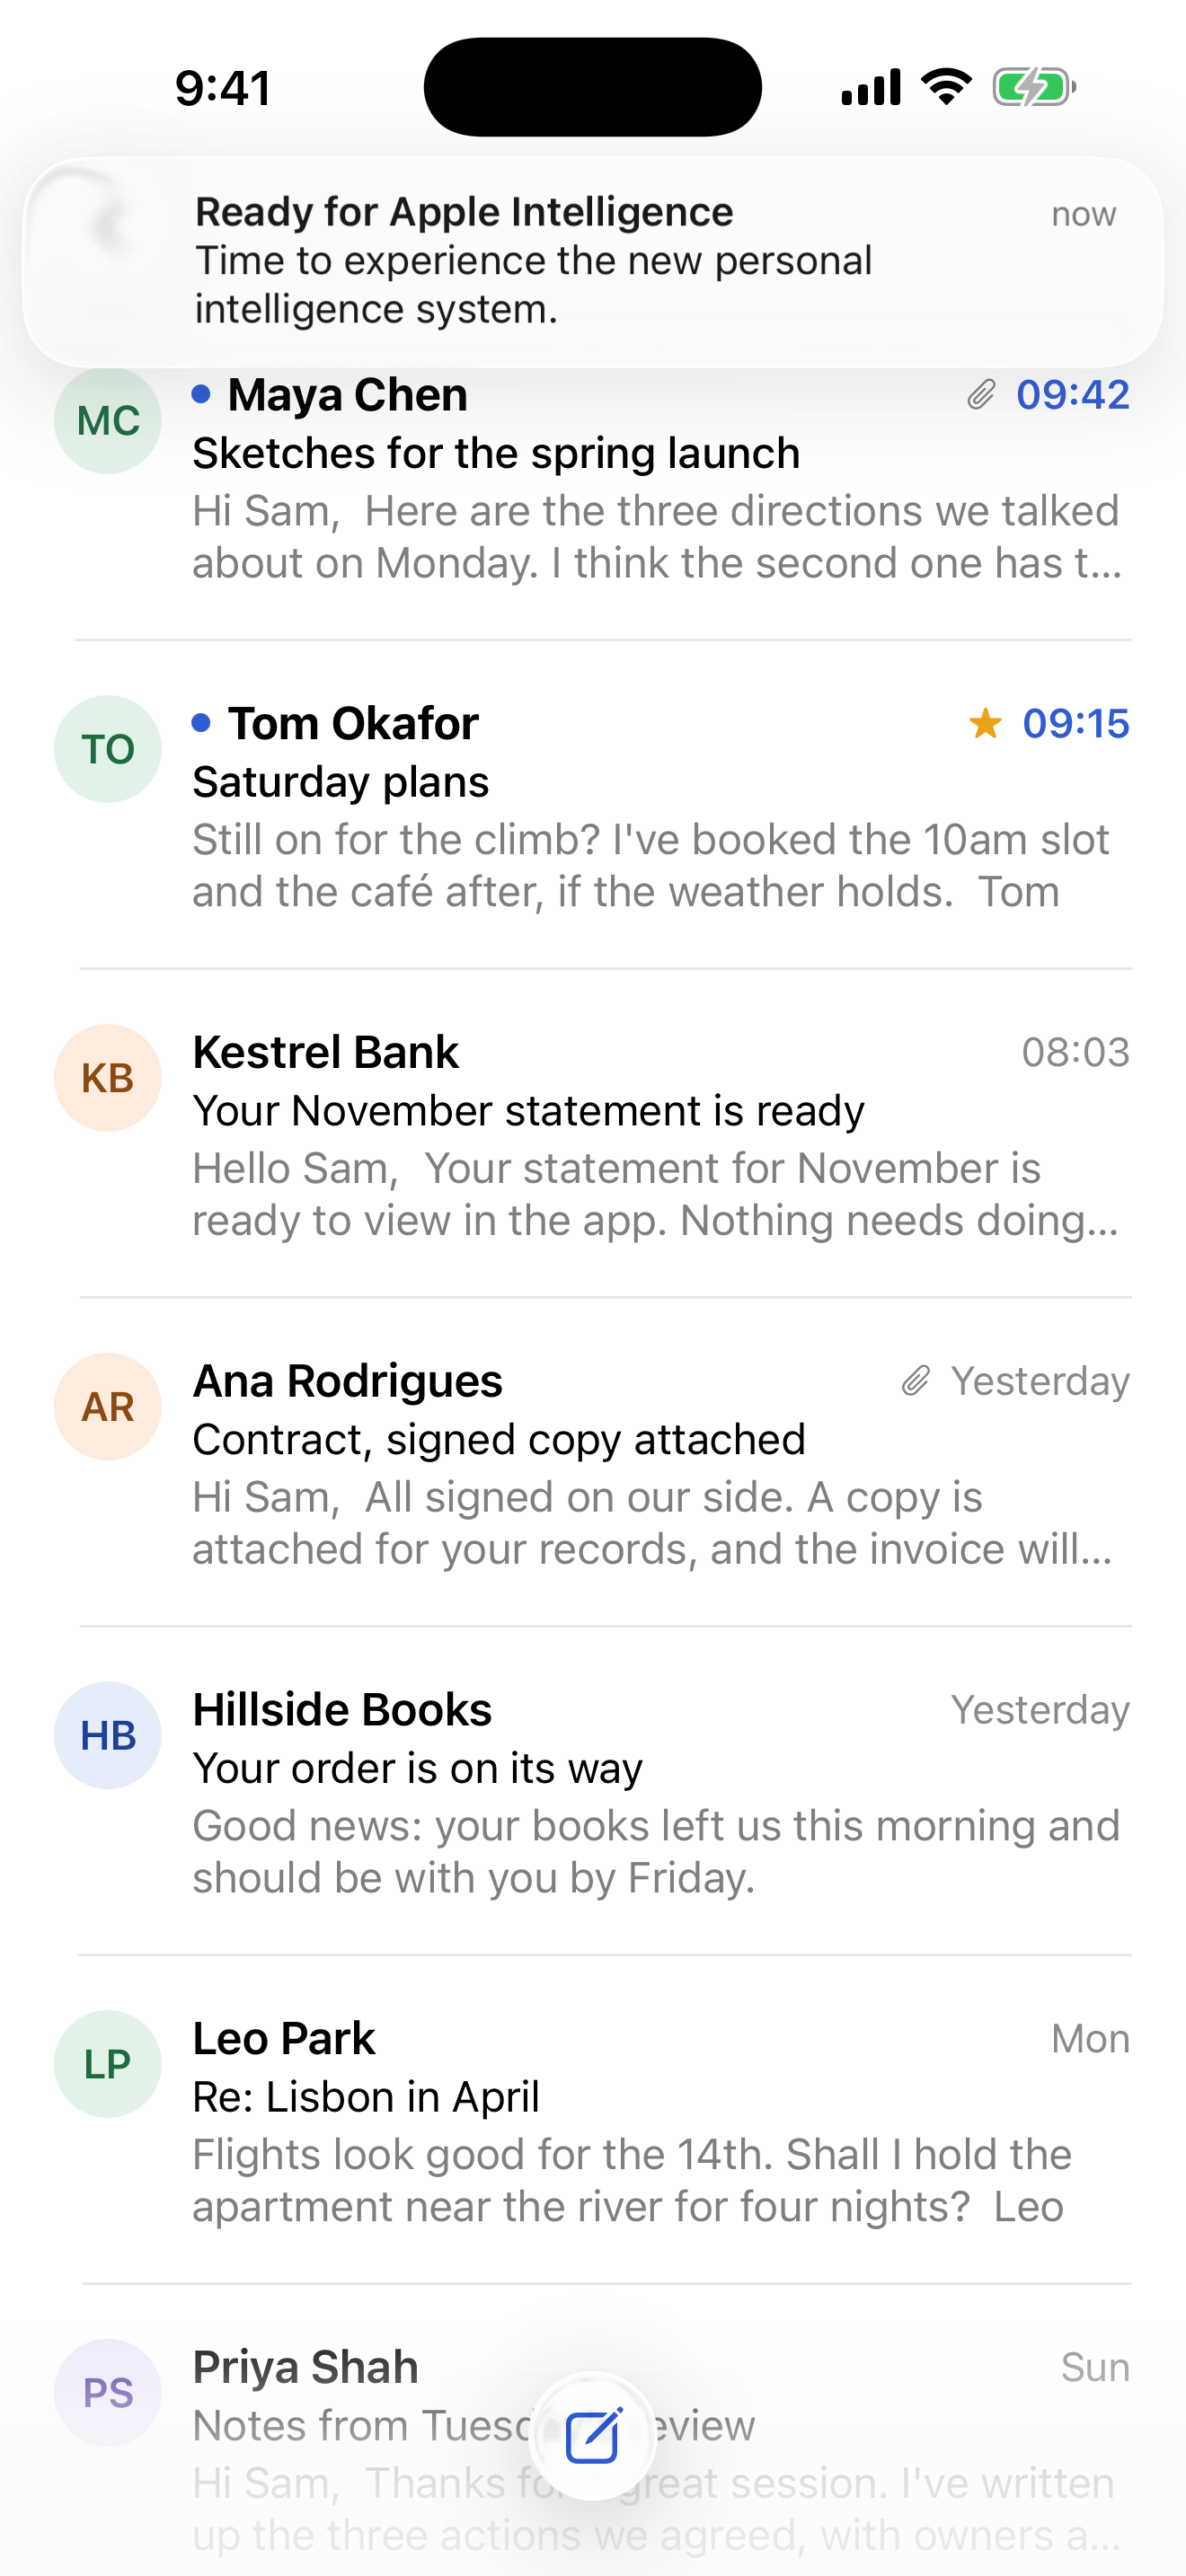 9:41
Ready for Apple Intelligence now
Time to experience the new personal
intelligence system.
MC Maya Chen 09:42
Sketches for the spring launch
Hi Sam,  Here are the three directions we talked
about on Monday. I think the second one has t...
TO Tom Okafor 09:15
Saturday plans
Still on for the climb? I've booked the 10am slot
and the café after, if the weather holds.  Tom
KB Kestrel Bank 08:03
Your November statement is ready
Hello Sam,  Your statement for November is
ready to view in the app. Nothing needs doing...
AR Ana Rodrigues Yesterday
Contract, signed copy attached
Hi Sam,  All signed on our side. A copy is
attached for your records, and the invoice will...
HB Hillside Books Yesterday
Your order is on its way
Good news: your books left us this morning and
should be with you by Friday.
LP Leo Park Mon
Re: Lisbon in April
Flights look good for the 14th. Shall I hold the
apartment near the river for four nights?  Leo
PS Priya Shah Sun
Notes from
Hi Sam,  Thanks great session. I've written
up the three actions we agreed, with owners a...